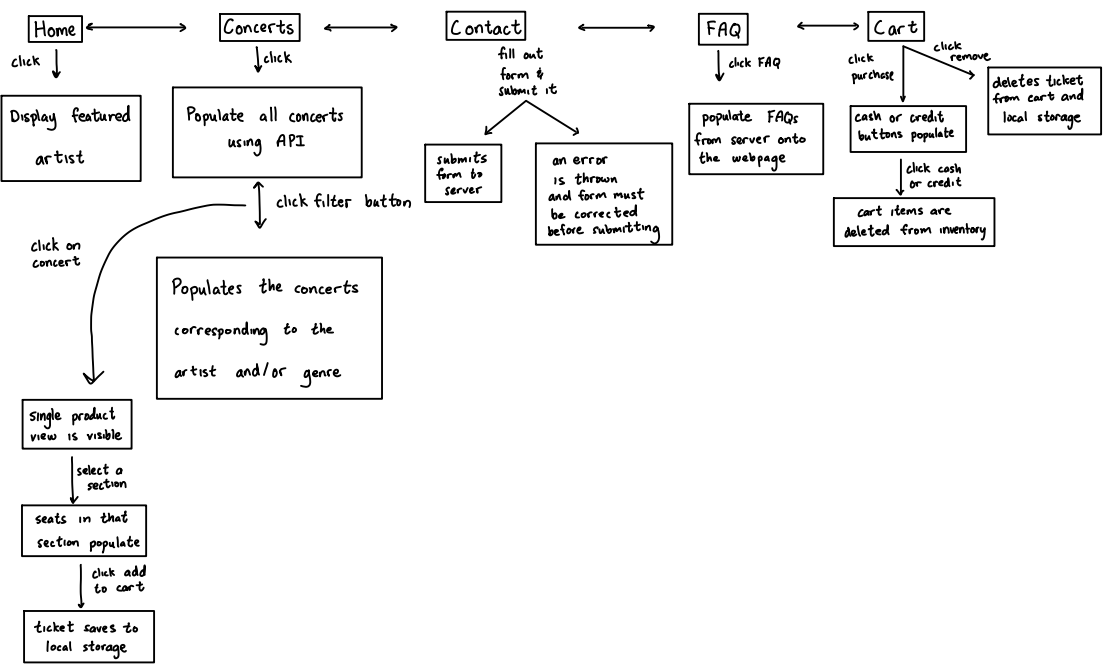 Home
Concerts
Contact
FAQ
Cart
click
Display featured
artist
click
Populate all concerts
using API
click filter button
Populates the concerts
corresponding to the
artist and/or genre
click on
concert
single product
view is visible
select a
section
seats in that
section populate
click add
to cart
ticket saves to
local storage
fill out
form &
submit it
submits
form to
server
an error
is thrown
and form must
be corrected
before submitting
click FAQ
populate FAQs
from server onto
the webpage
click
purchase
cash or credit
buttons populate
click cash
or credit
cart items are
deleted from inventory
click
remove
deletes ticket
from cart and
local storage